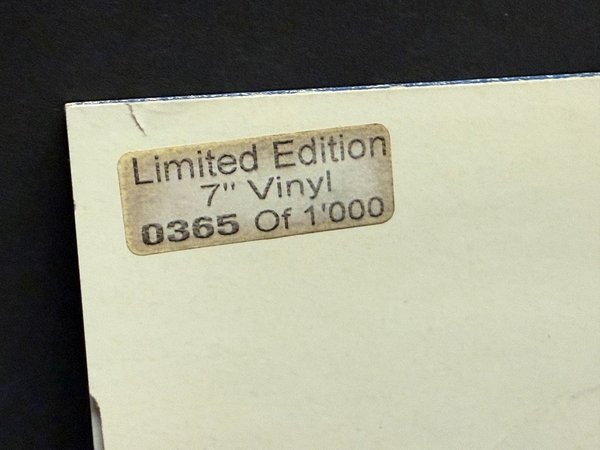 Limited Edition
7" Vinyl
0365 Of 1'000